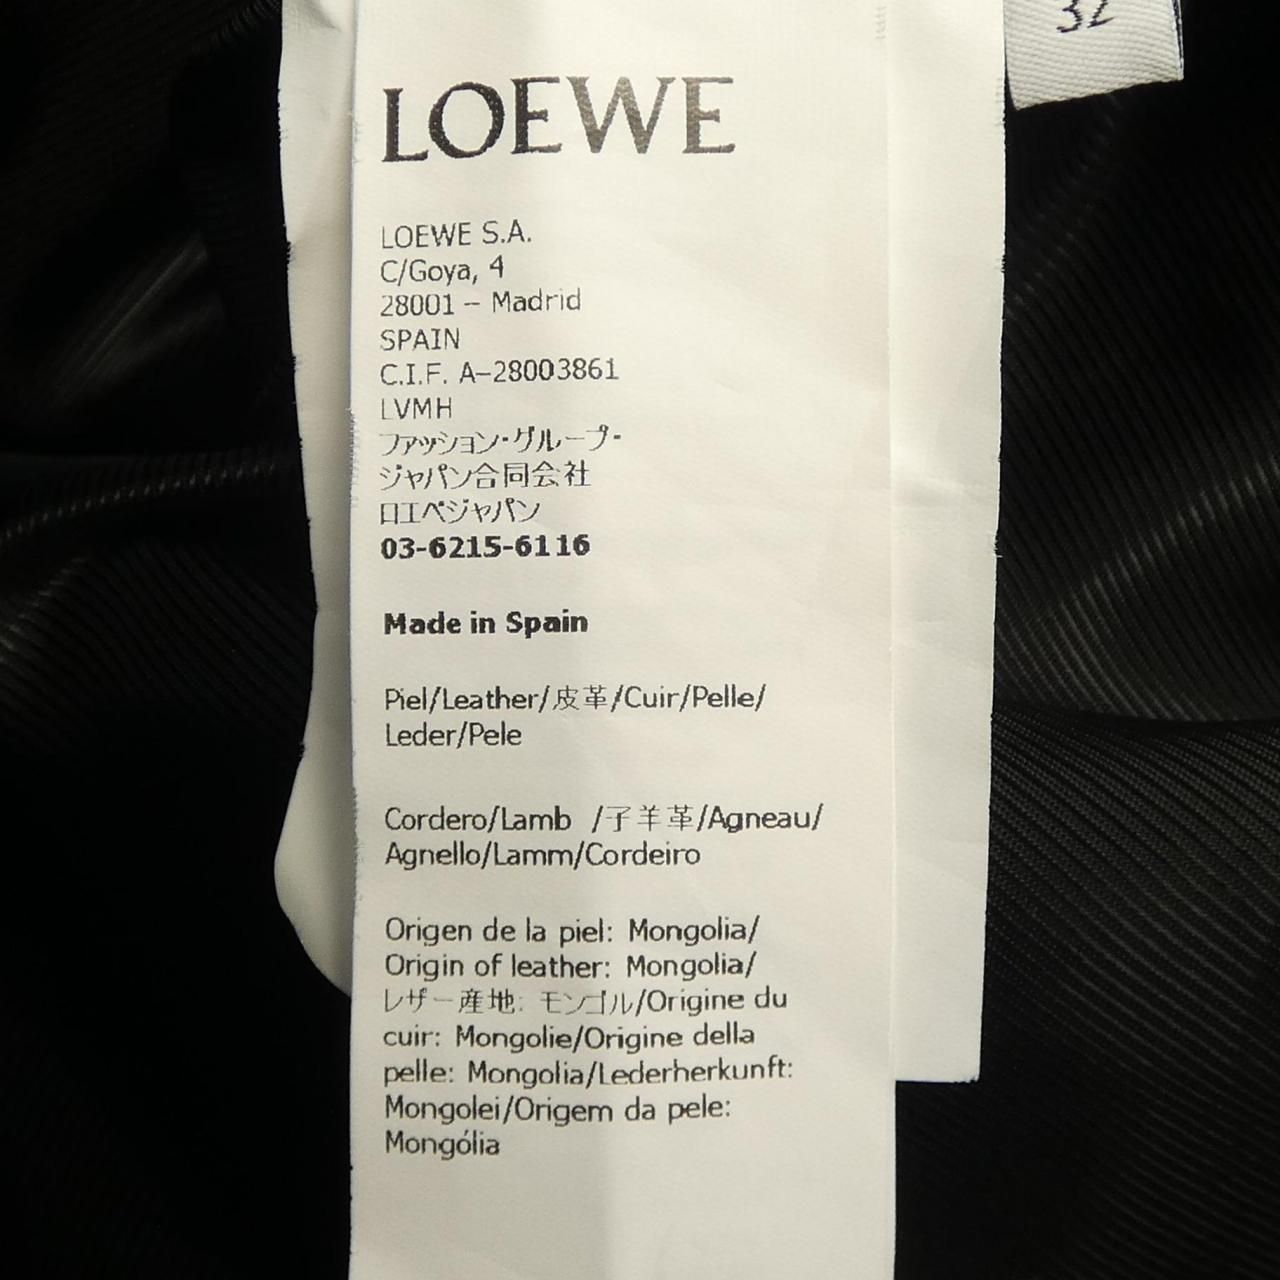 32
LOEWE
LOEWE S.A.
C/Goya, 4
28001 – Madrid
SPAIN
C.I.F. A–28003861
LVMH
ファッション・グループ・
ジャパン合同会社
ロエベジャパン
03-6215-6116
Made in Spain
Piel/Leather/皮革/Cuir/Pelle/
Leder/Pele
Cordero/Lamb /子羊革/Agneau/
Agnello/Lamm/Cordeiro
Origen de la piel: Mongolia/
Origin of leather: Mongolia/
レザー産地: モンゴル/Origine du
cuir: Mongolie/Origine della
pelle: Mongolia/Lederherkunft:
Mongolei/Origem da pele:
Mongólia